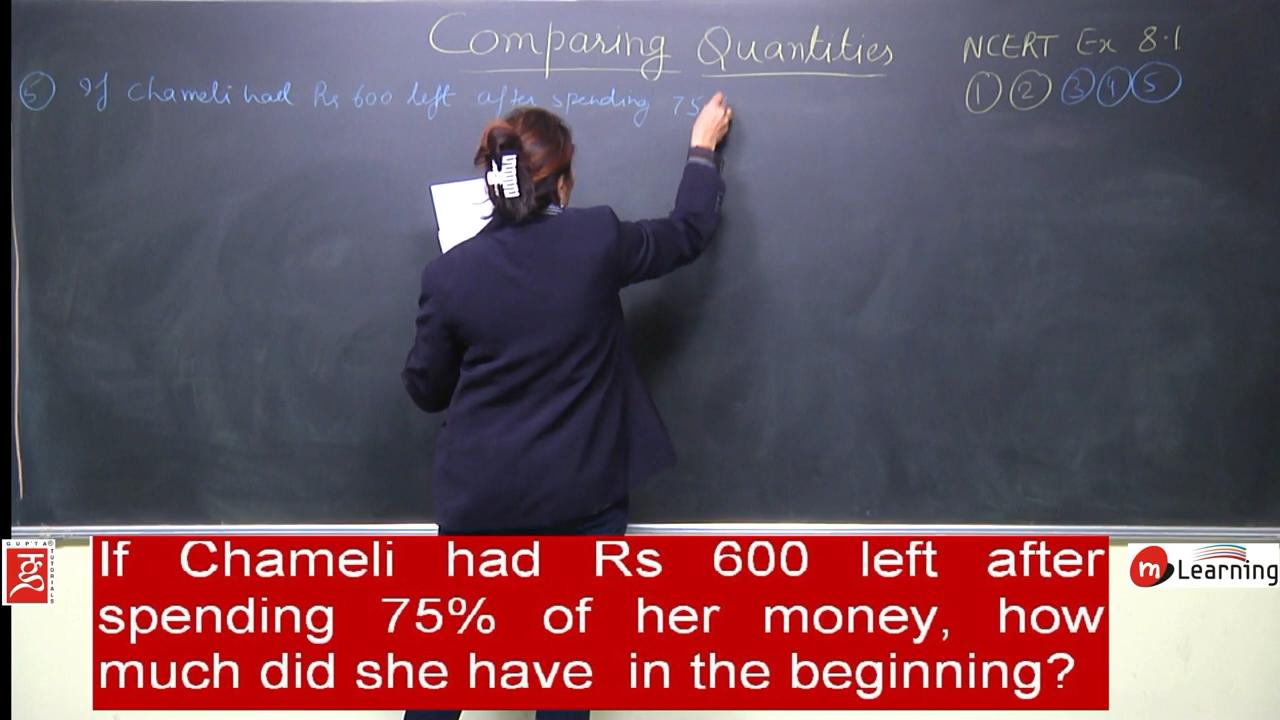 Comparing Quantities
NCERT Ex 8.1
1 2 3 4 5
5 If Chameli had Rs 600 left after spending 75
GUPTA® TUTORIALS
If Chameli had Rs 600 left after
spending 75% of her money, how
much did she have in the beginning?
m Learning